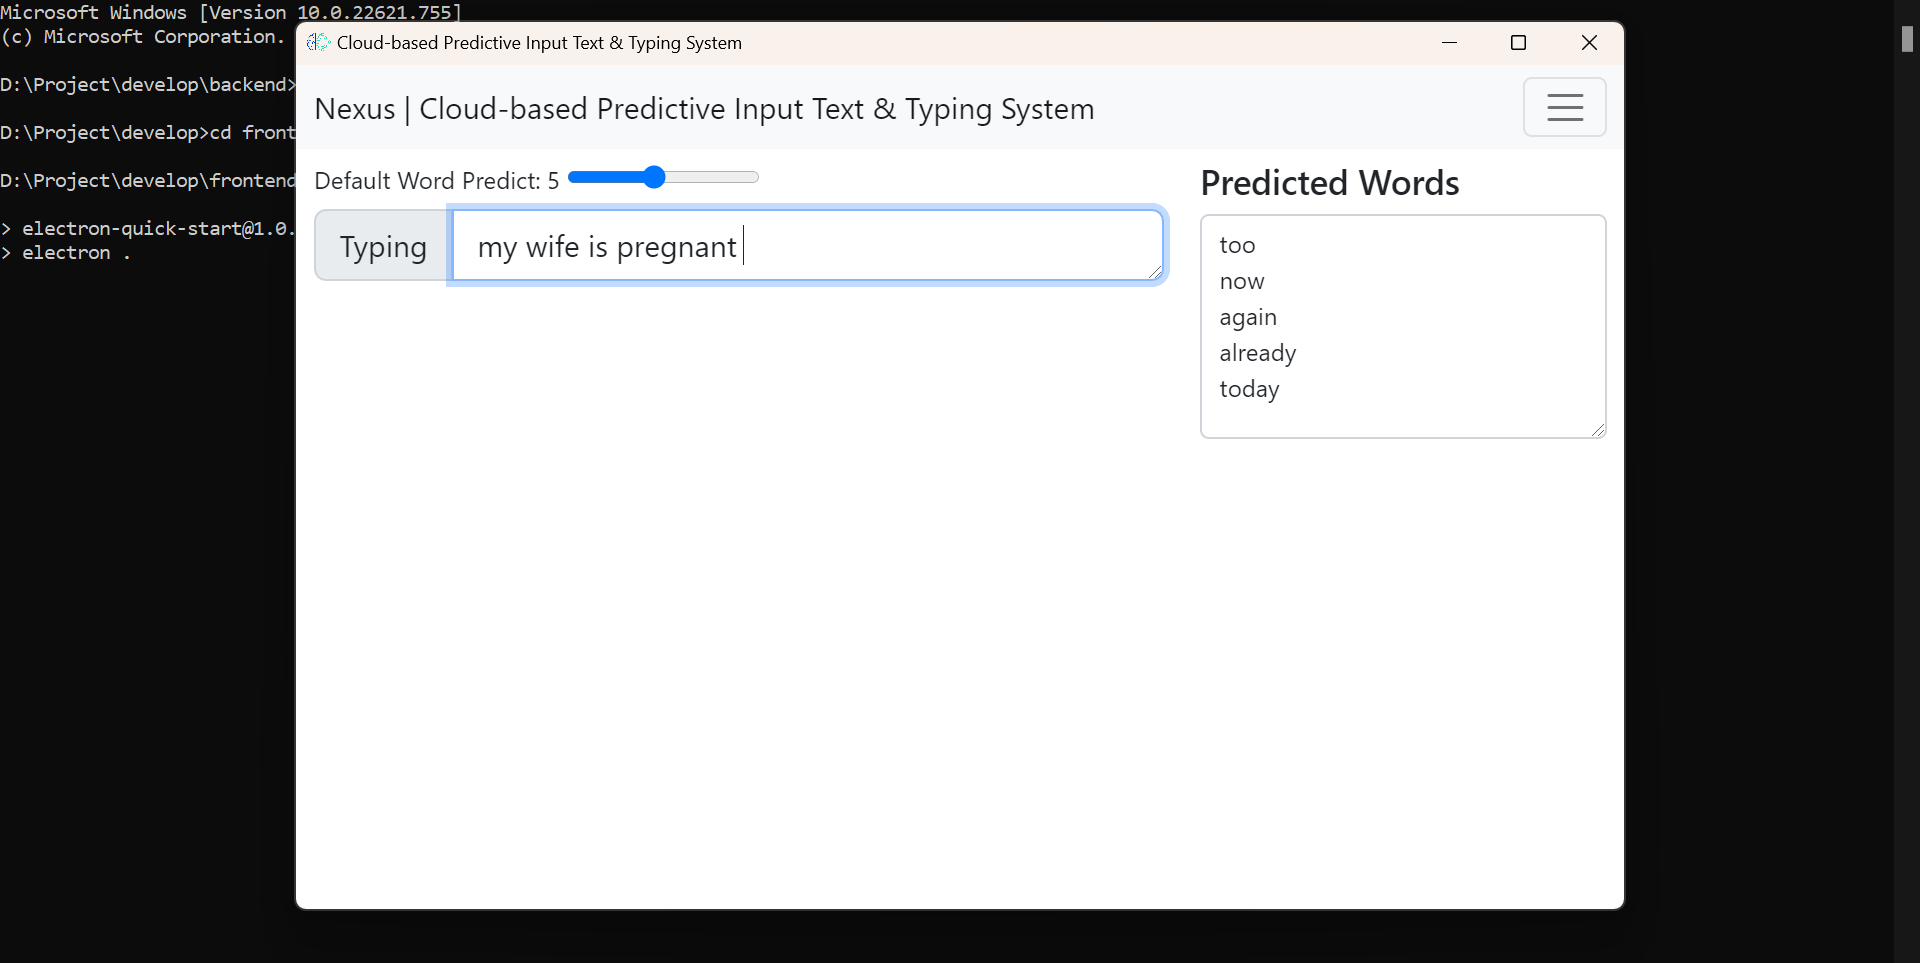 Microsoft Windows [Version 10.0.22621.755]
(c) Microsoft Corporation.
D:\Project\develop\backend>
D:\Project\develop>cd front
D:\Project\develop\frontend
> electron-quick-start@1.0.
> electron .
Cloud-based Predictive Input Text & Typing System
Nexus | Cloud-based Predictive Input Text & Typing System
Default Word Predict: 5
Typing
my wife is pregnant
Predicted Words
too
now
again
already
today